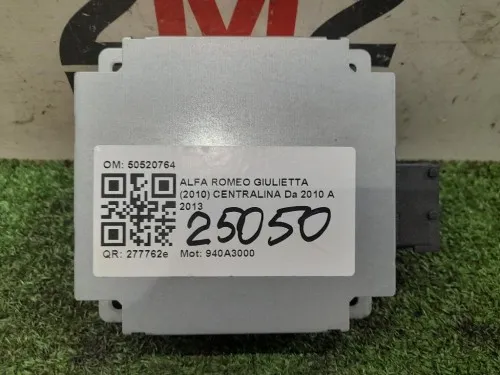 OM: 50520764
ALFA ROMEO GIULIETTA
(2010) CENTRALINA Da 2010 A
2013
25050
QR: 277762e Mot: 940A3000